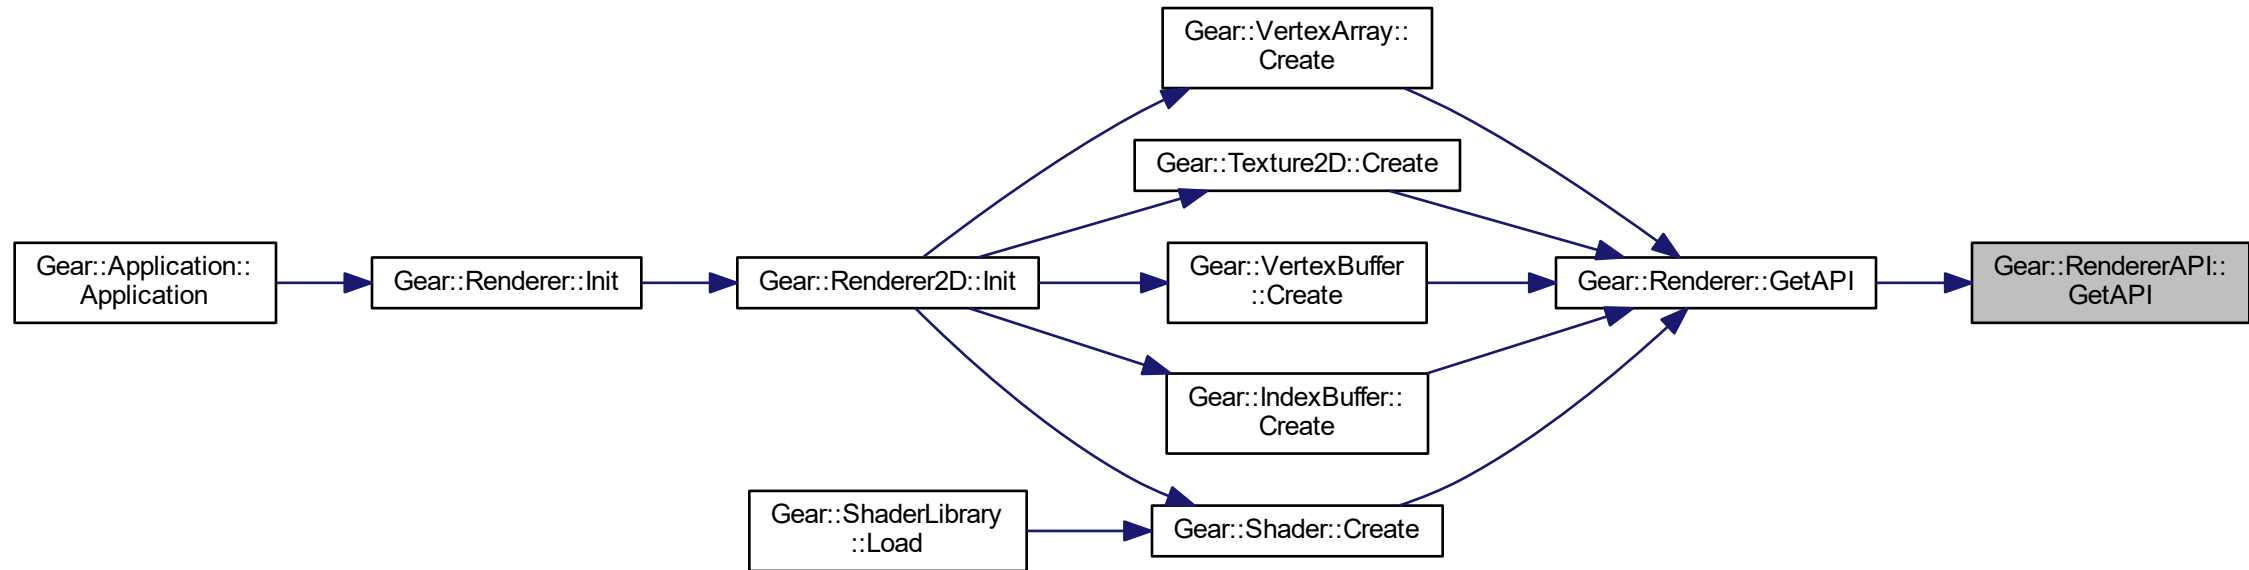 Gear::VertexArray::
Create
Gear::Texture2D::Create
Gear::Application::
Application
Gear::Renderer::Init
Gear::Renderer2D::Init
Gear::VertexBuffer
::Create
Gear::Renderer::GetAPI
Gear::RendererAPI::
GetAPI
Gear::IndexBuffer::
Create
Gear::ShaderLibrary
::Load
Gear::Shader::Create